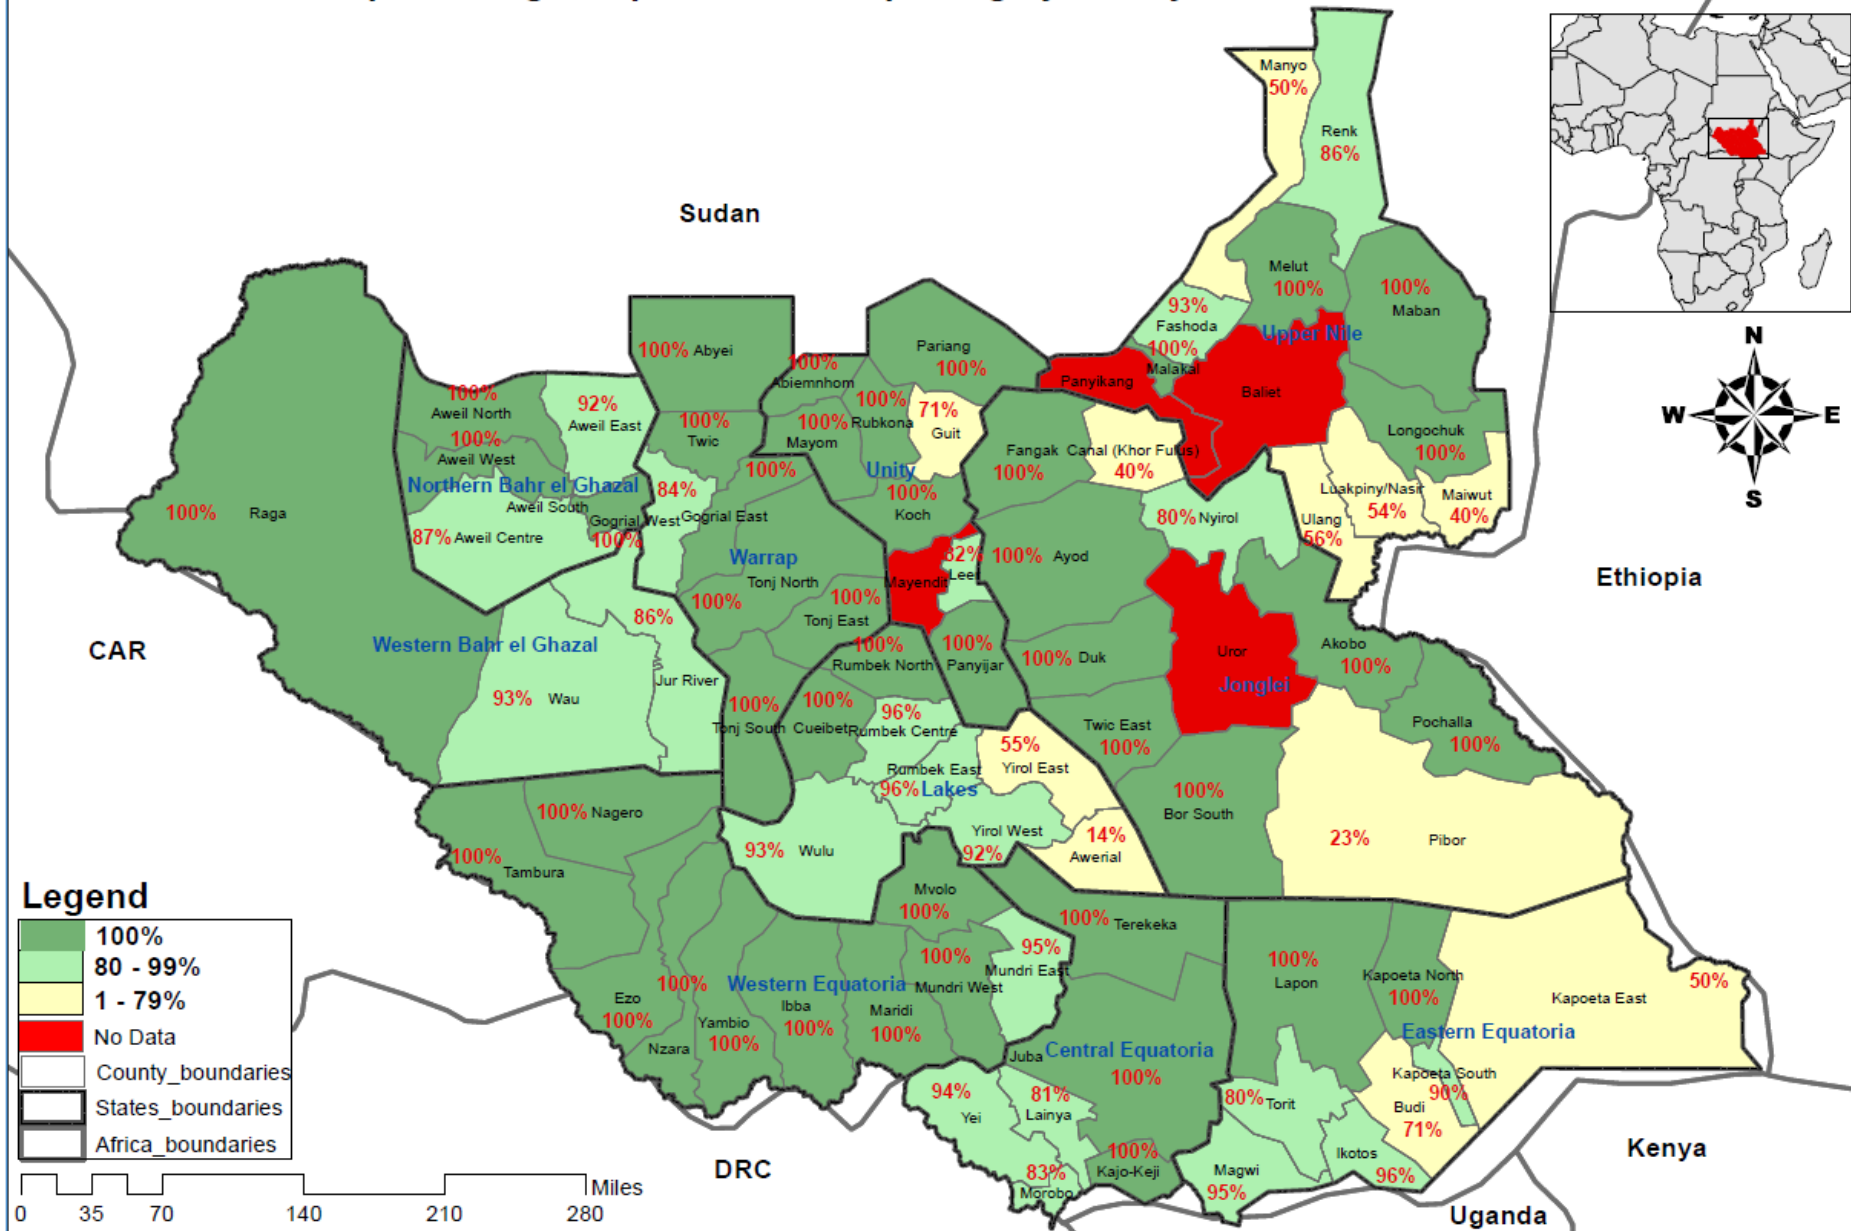 Manyo
50%
Renk
86%
Sudan
Melut
100%
100%
Maban
93%
Fashoda
Upper Nile
100%
Malakal
Panyikang
Baliet
100% Abyei
Pariang
100%
100%
Abiemnhom
100%
Rubkona
71%
Guit
100%
Mayom
100%
Aweil North
100%
Aweil West
92%
Aweil East
100%
Twic
100%
Unity
Fangak
100%
Canal (Khor Fulus)
40%
Longochuk
100%
Luakpiny/Nasir
54%
Maiwut
40%
Ulang
56%
Northern Bahr el Ghazal
Aweil South
84%
Gogrial West
Gogrial East
100%
87% Aweil Centre
100%
Koch
80% Nyirol
100% Raga
Warrap
Tonj North
100%
100%
Tonj East
Mayendit
82%
Leer
100% Ayod
Ethiopia
CAR
Western Bahr el Ghazal
86%
Jur River
93% Wau
100%
Rumbek North
100%
Panyijar
100% Duk
Uror
Jonglei
Akobo
100%
100%
Tonj South
100%
Cueibet
96%
Rumbek Centre
Rumbek East
96% Lakes
55%
Yirol East
Twic East
100%
Pochalla
100%
100%
Bor South
23% Pibor
100% Nagero
100%
Tambura
93% Wulu
Yirol West
92%
14%
Awerial
Mvolo
100%
100% Terekeka
95%
Mundri East
100%
Mundri West
100%
Lapon
Kapoeta North
100%
50%
Kapoeta East
Eastern Equatoria
100%
Western Equatoria
Ezo
100%
Ibba
100%
Maridi
100%
Yambio
100%
Nzara
Juba
Central Equatoria
100%
94%
Yei
81%
Lainya
80% Torit
Kapoeta South
90%
Budi
71%
83%
Morobo
100%
Kajo-Keji
Magwi
95%
Ikotos
96%
DRC
Kenya
Uganda
N
W E
S
Legend
100%
80 - 99%
1 - 79%
No Data
County_boundaries
States_boundaries
Africa_boundaries
Miles
0 35 70 140 210 280